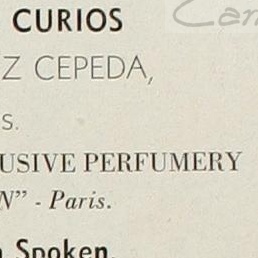 CURIOS
Z CEPEDA,
s.
USIVE PERFUMERY
N” - Paris.
Spoken.